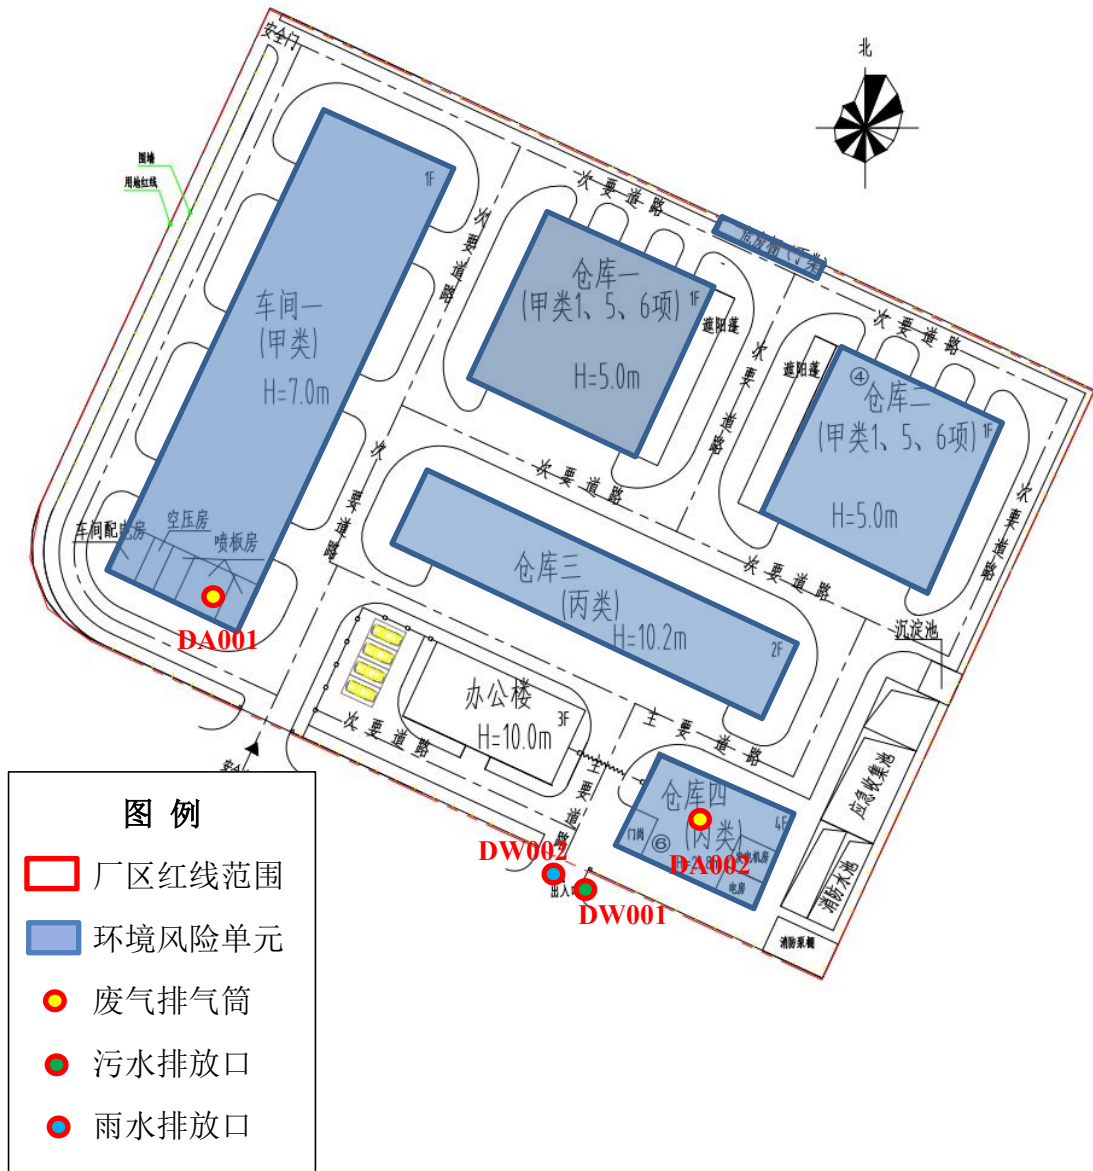 北
安全门
围墙
用地红线
1F
车间一
(甲类)
H=7.0m
次要道路
次要道路
仓库一
(甲类1、5、6项)
1F
H=5.0m
遮阳蓬
次要道路
次要道路
遮阳蓬
④
仓库二
(甲类1、5、6项)
1F
H=5.0m
次要道路
次要道路
次要道路
次要道路
仓库三
(丙类)
H=10.2m
2F
车间配电房
空压房
喷板房
DA001
次要道路
沉淀池
办公楼
3F
H=10.0m
次要道路
主要道路
主要道路
仓库四
(丙类)
4F
门岗
⑥
DA002
电房
应急收集池
消防水池
消防泵棚
DW002
出入口
DW001
图 例
厂区红线范围
环境风险单元
废气排气筒
污水排放口
雨水排放口